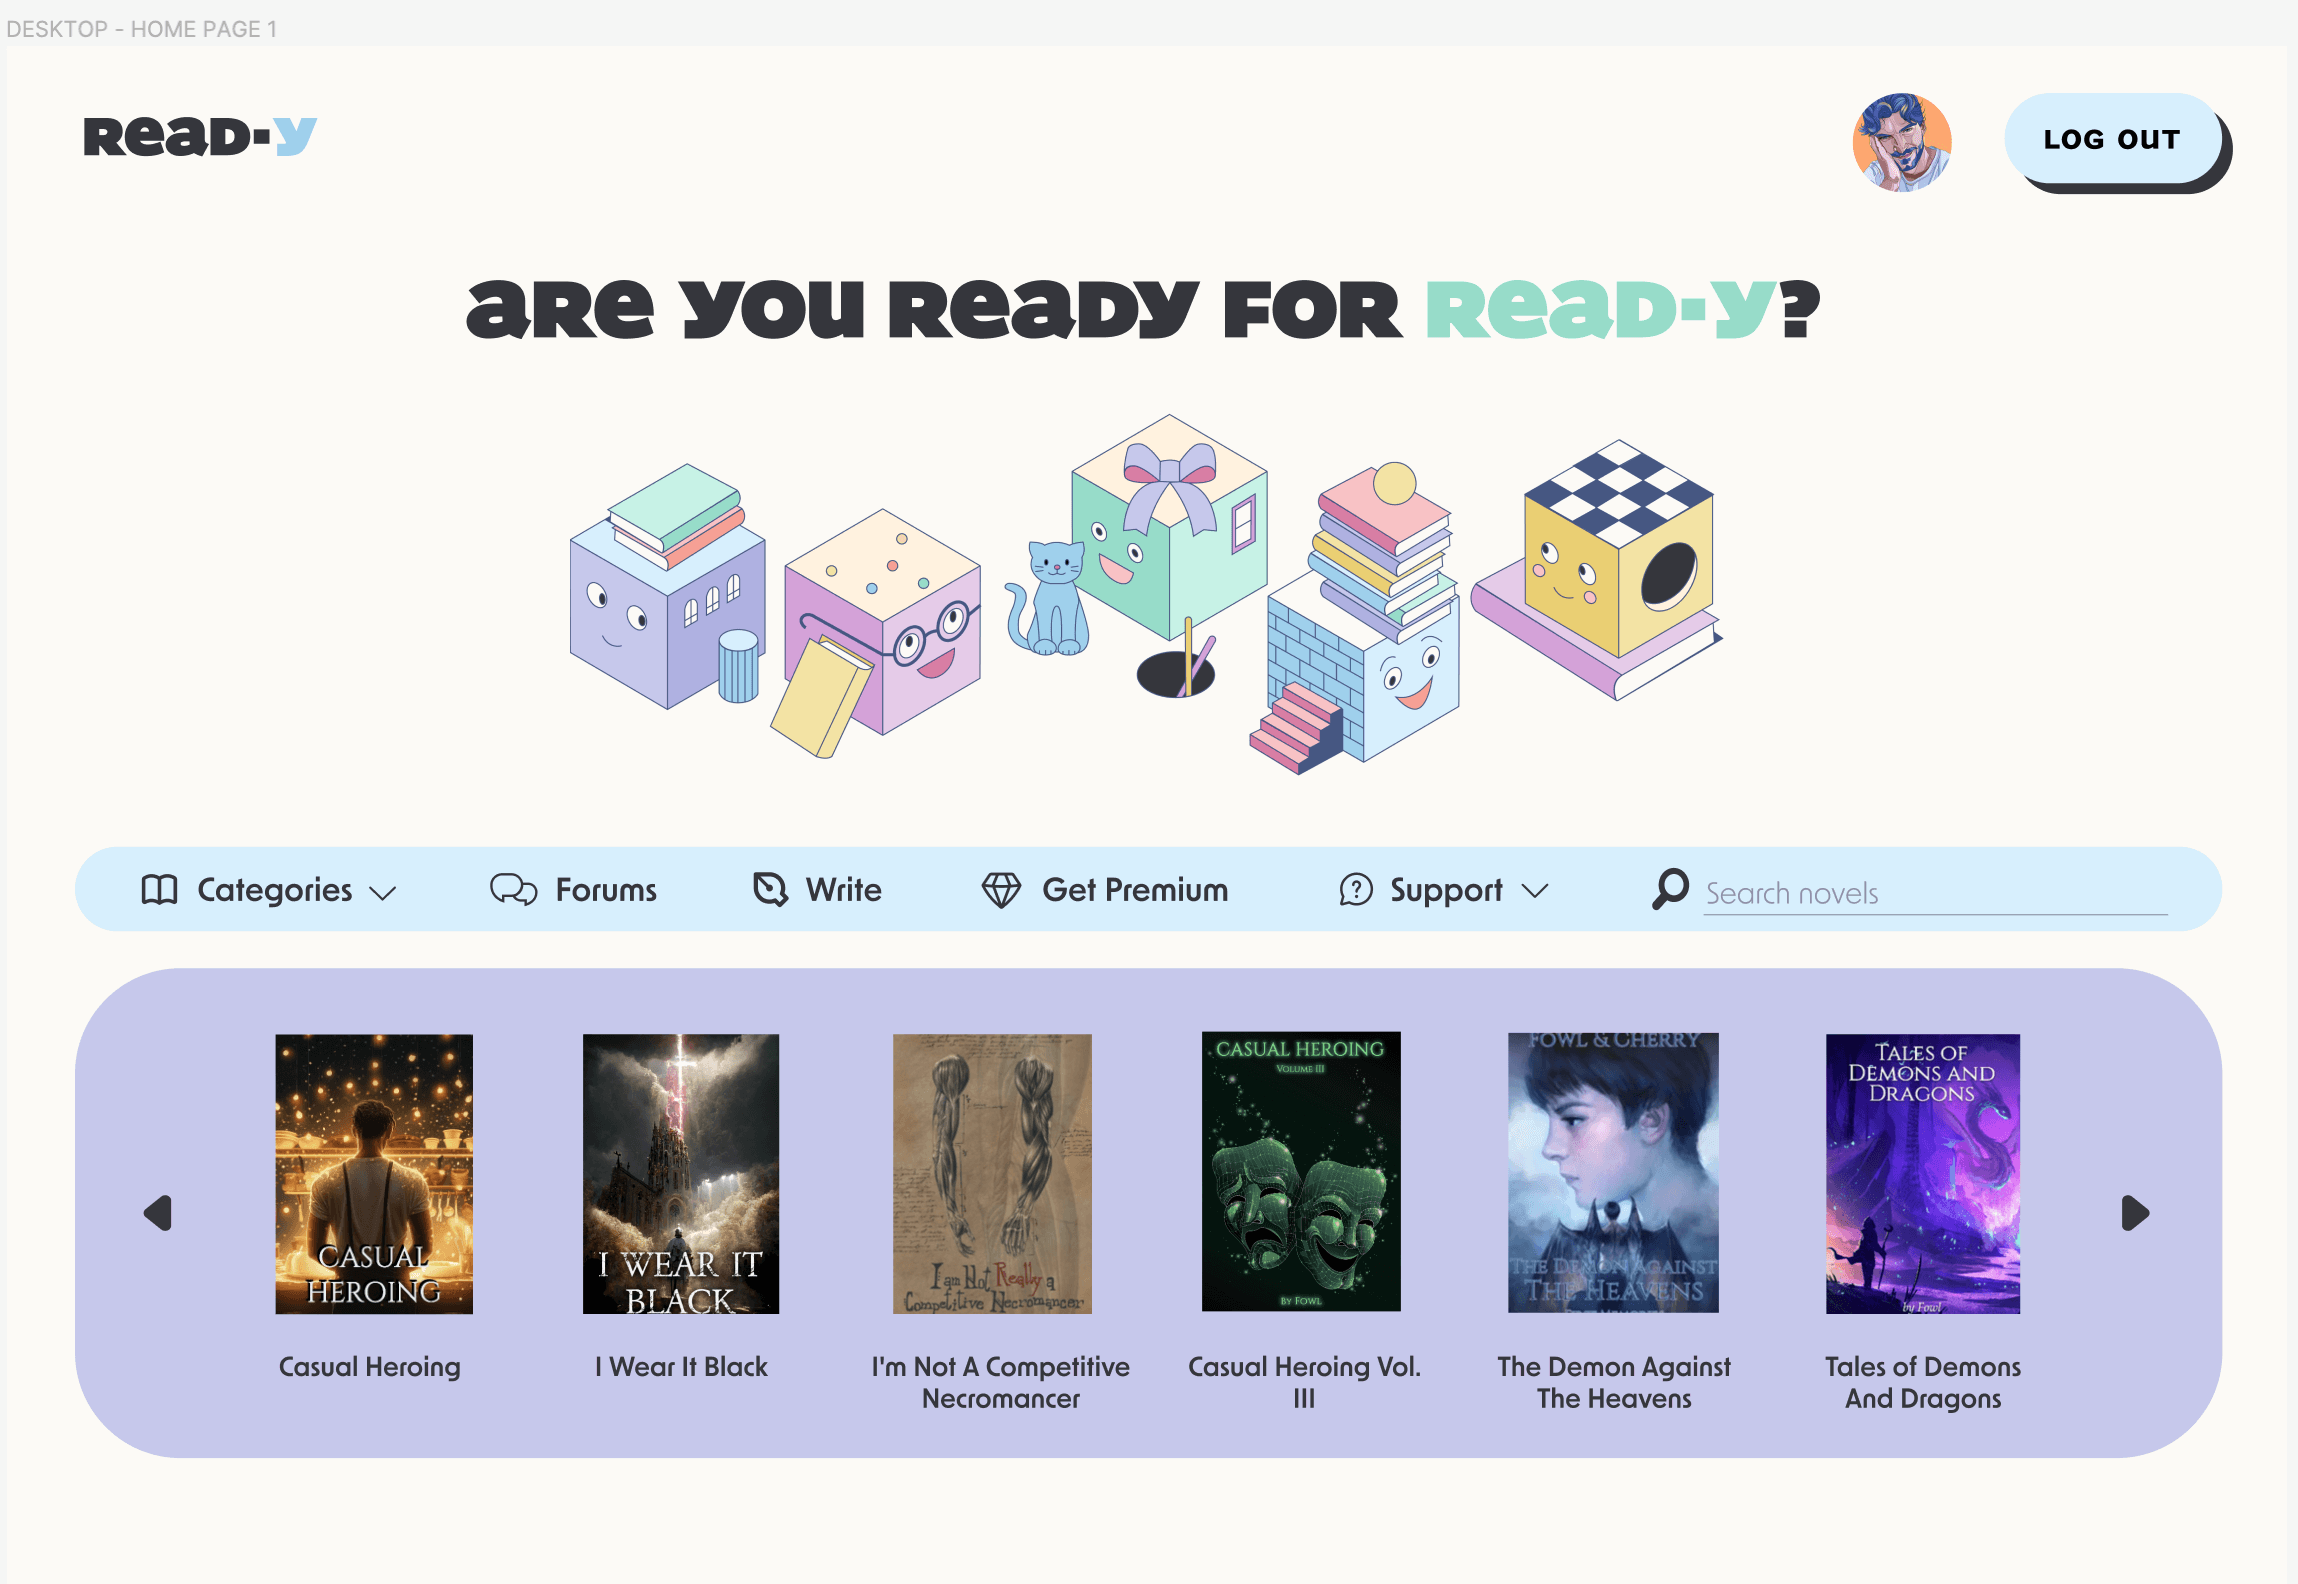 DESKTOP - HOME PAGE 1
Read-y
LOG OUT
are you ready for Read-y?
Categories
Forums
Write
Get Premium
Support
Search novels
CASUAL
HEROING
I WEAR IT
BLACK
I am Not Really a
Competitive Necromancer
CASUAL HEROING
VOLUME III
BY FOWL
FOWL & CHERRY
THE DEMON AGAINST
THE HEAVENS
TALES OF
DEMONS AND
DRAGONS
by Fowl
Casual Heroing
I Wear It Black
I'm Not A Competitive
Necromancer
Casual Heroing Vol.
III
The Demon Against
The Heavens
Tales of Demons
And Dragons